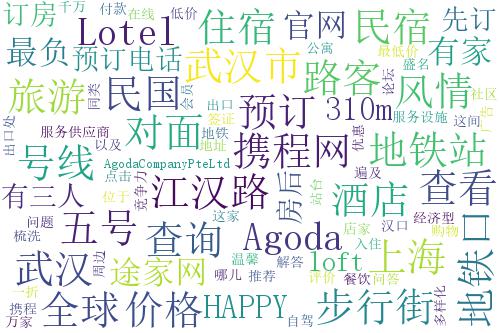 订房 千万 付款 在线 低价 Lotel 住宿 官网 民宿 先订
最负 预订电话 同类 武汉市 会员 公寓 最低价 论坛 盛名 有家
旅游 民国 路客 出口 签证 风情 社区 广告
出口处 服务供应商 对面 预订 310m 服务设施 这间
号线 以及 地铁 地址 优惠 携程网 地铁站
AgodaCompanyPteLtd
有三人 点击 竞争力 江汉路 房后 站台 酒店 遍及 查看
问题 位于 这家 店家 汉口 经济型
梳洗 五号 查询 Agoda 入住 购物 地铁口
武汉 周边 途家网 温馨 哪儿 推荐 解答 loft 上海
一折 评价 餐饮 问答 多样化
携程 万家 全球 价格 HAPPY 自驾 步行街